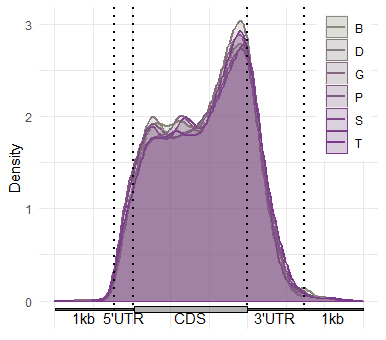 3
2
1
0
Density
B
D
G
P
S
T
1kb 5'UTR CDS 3'UTR 1kb